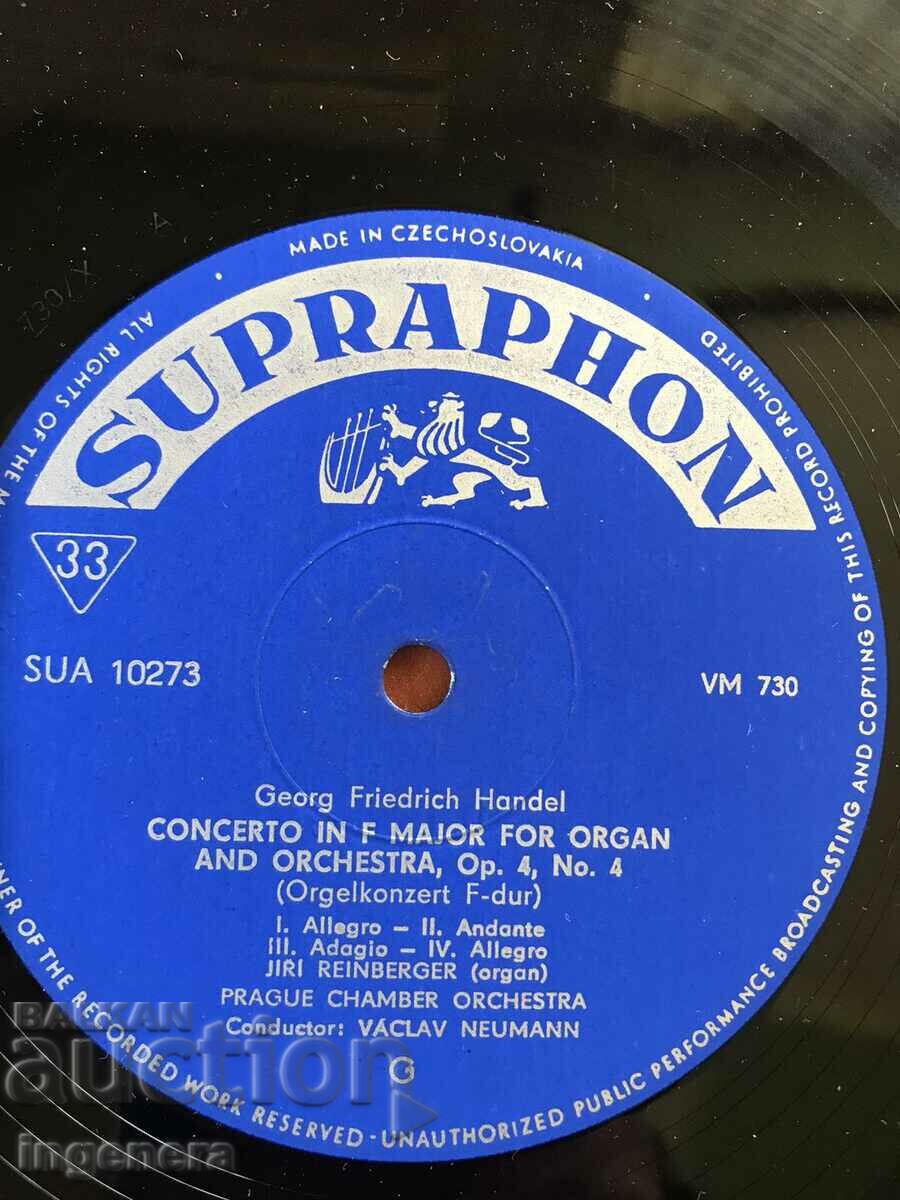 MADE IN CZECHOSLOVAKIA
SUPRAPHON
33
SUA 10273
VM 730
Georg Friedrich Handel
CONCERTO IN F MAJOR FOR ORGAN
AND ORCHESTRA, Op. 4, No. 4
(Orgelkonzert F-dur)
I. Allegro – II. Andante
III. Adagio – IV. Allegro
JIŘÍ REINBERGER (organ)
PRAGUE CHAMBER ORCHESTRA
Conductor: VÁCLAV NEUMANN
G
ALL RIGHTS OF THE
NER OF THE RECORDED WORK RESERVED - UNAUTHORIZED PUBLIC PERFORMANCE BROADCASTING AND COPYING OF THIS RECORD PROHIBITED
730/X A
BALKAN
auction
ingenera